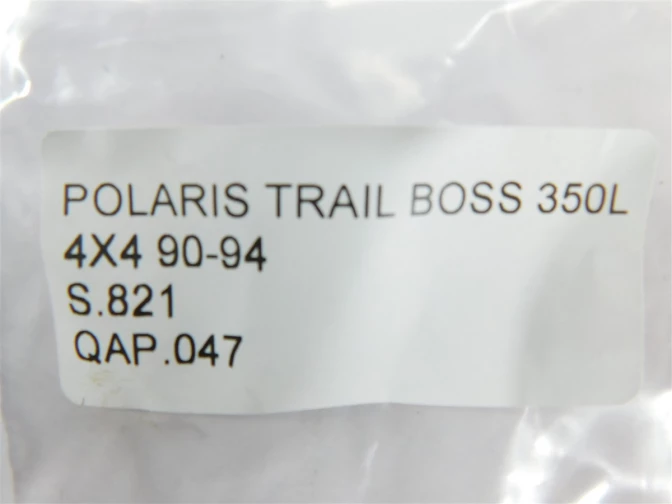 POLARIS TRAIL BOSS 350L
4X4 90-94
S.821
QAP.047